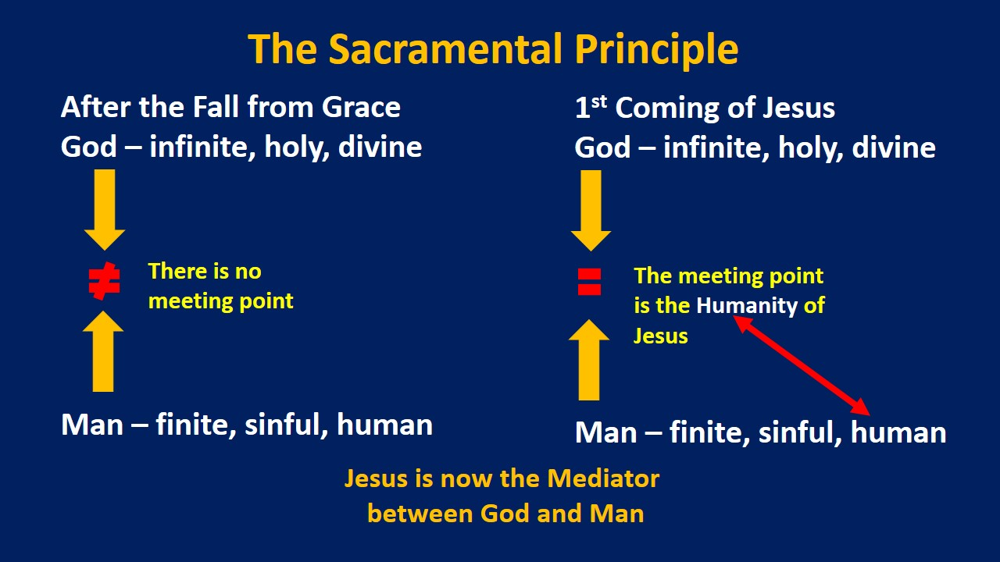 The Sacramental Principle
After the Fall from Grace
God – infinite, holy, divine
≠
There is no
meeting point
Man – finite, sinful, human
1st Coming of Jesus
God – infinite, holy, divine
=
The meeting point
is the Humanity of
Jesus
Man – finite, sinful, human
Jesus is now the Mediator
between God and Man